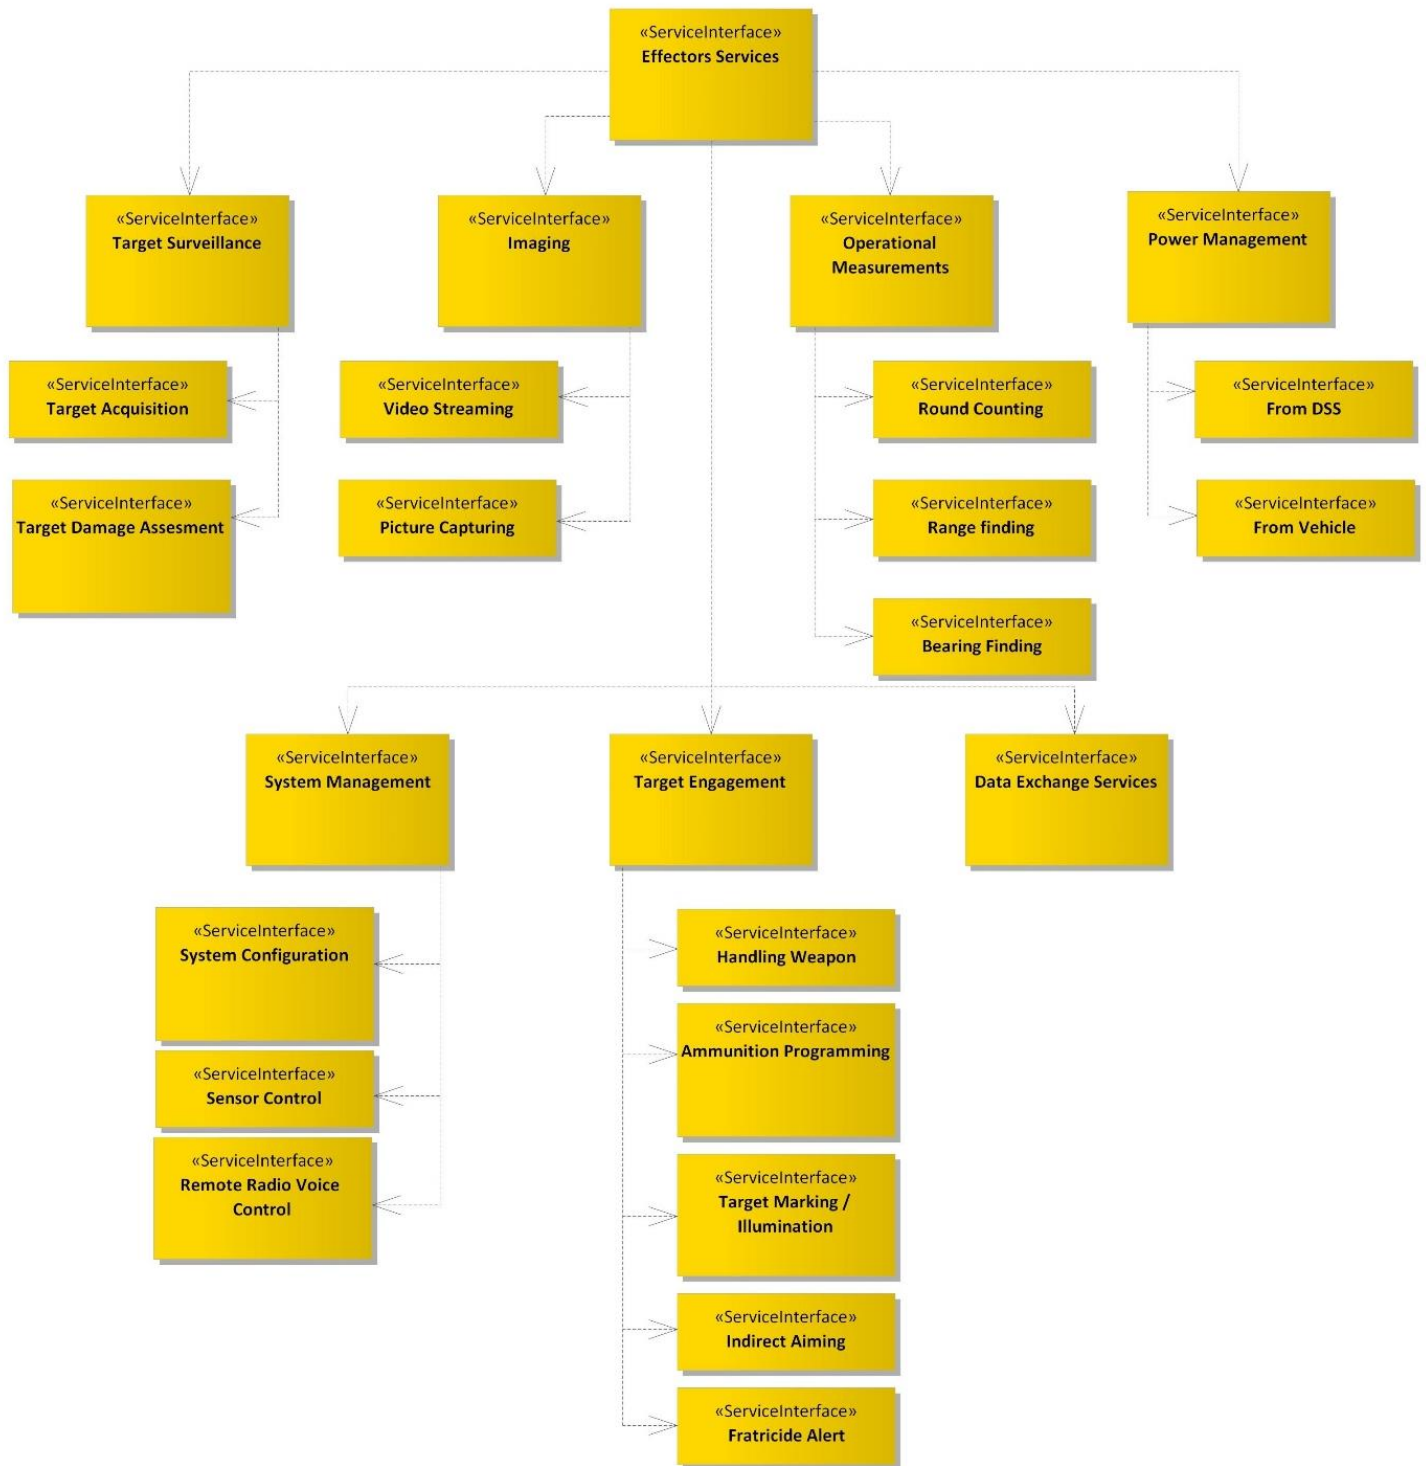 «ServiceInterface»
Effectors Services
«ServiceInterface»
Target Surveillance
«ServiceInterface»
Imaging
«ServiceInterface»
Operational
Measurements
«ServiceInterface»
Power Management
«ServiceInterface»
Target Acquisition
«ServiceInterface»
Video Streaming
«ServiceInterface»
Round Counting
«ServiceInterface»
From DSS
«ServiceInterface»
Target Damage Assesment
«ServiceInterface»
Picture Capturing
«ServiceInterface»
Range finding
«ServiceInterface»
From Vehicle
«ServiceInterface»
Bearing Finding
«ServiceInterface»
System Management
«ServiceInterface»
Target Engagement
«ServiceInterface»
Data Exchange Services
«ServiceInterface»
System Configuration
«ServiceInterface»
Sensor Control
«ServiceInterface»
Remote Radio Voice
Control
«ServiceInterface»
Handling Weapon
«ServiceInterface»
Ammunition Programming
«ServiceInterface»
Target Marking /
Illumination
«ServiceInterface»
Indirect Aiming
«ServiceInterface»
Fratricide Alert